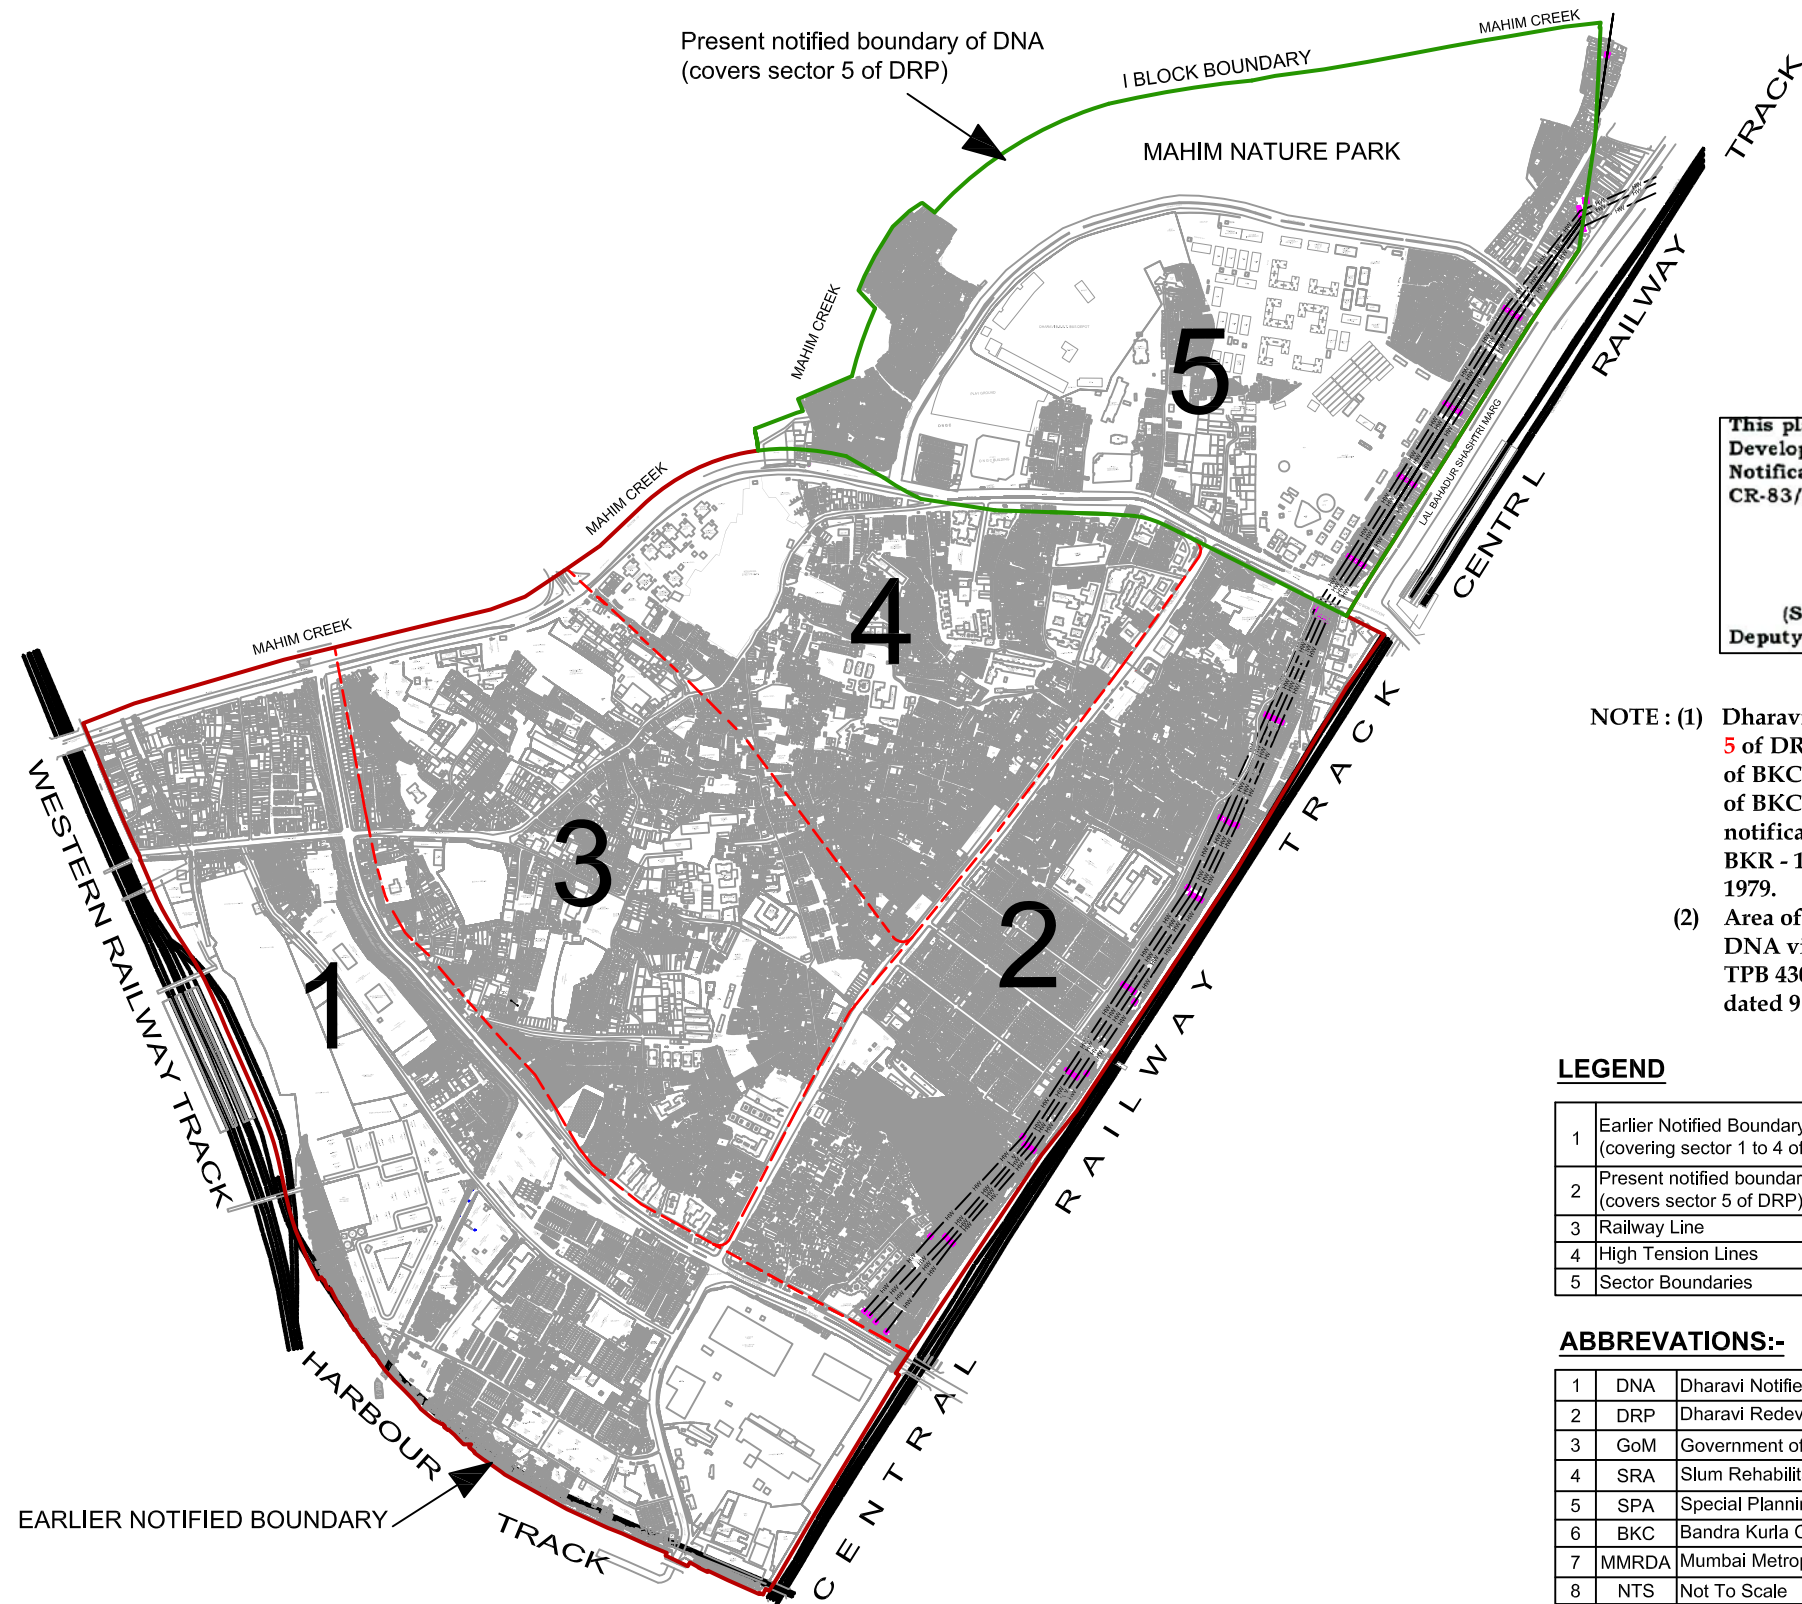 Present notified boundary of DNA
(covers sector 5 of DRP)
MAHIM CREEK
I BLOCK BOUNDARY
MAHIM NATURE PARK
TRACK
RAILWAY
CENTR L
MAHIM CREEK
LAL BAHADUR SHASHTRI MARG
5
MAHIM CREEK
4
MAHIM CREEK
3
2
1
WESTERN RAILWAY TRACK
HARBOUR
TRACK
CENTRAL
RAILWAY
TRACK
EARLIER NOTIFIED BOUNDARY
This pl
Develop
Notifica
CR-83/
(S
Deputy
NOTE : (1) Dharavi
5 of DR
of BKC
of BKC
notifica
BKR - 1
1979.
(2) Area of
DNA vi
TPB 430
dated 9
LEGEND
1 Earlier Notified Boundary
(covering sector 1 to 4 of
2 Present notified boundar
(covers sector 5 of DRP)
3 Railway Line
4 High Tension Lines
5 Sector Boundaries
ABBREVATIONS:-
1 DNA Dharavi Notifie
2 DRP Dharavi Redev
3 GoM Government of
4 SRA Slum Rehabilit
5 SPA Special Plannin
6 BKC Bandra Kurla C
7 MMRDA Mumbai Metrop
8 NTS Not To Scale